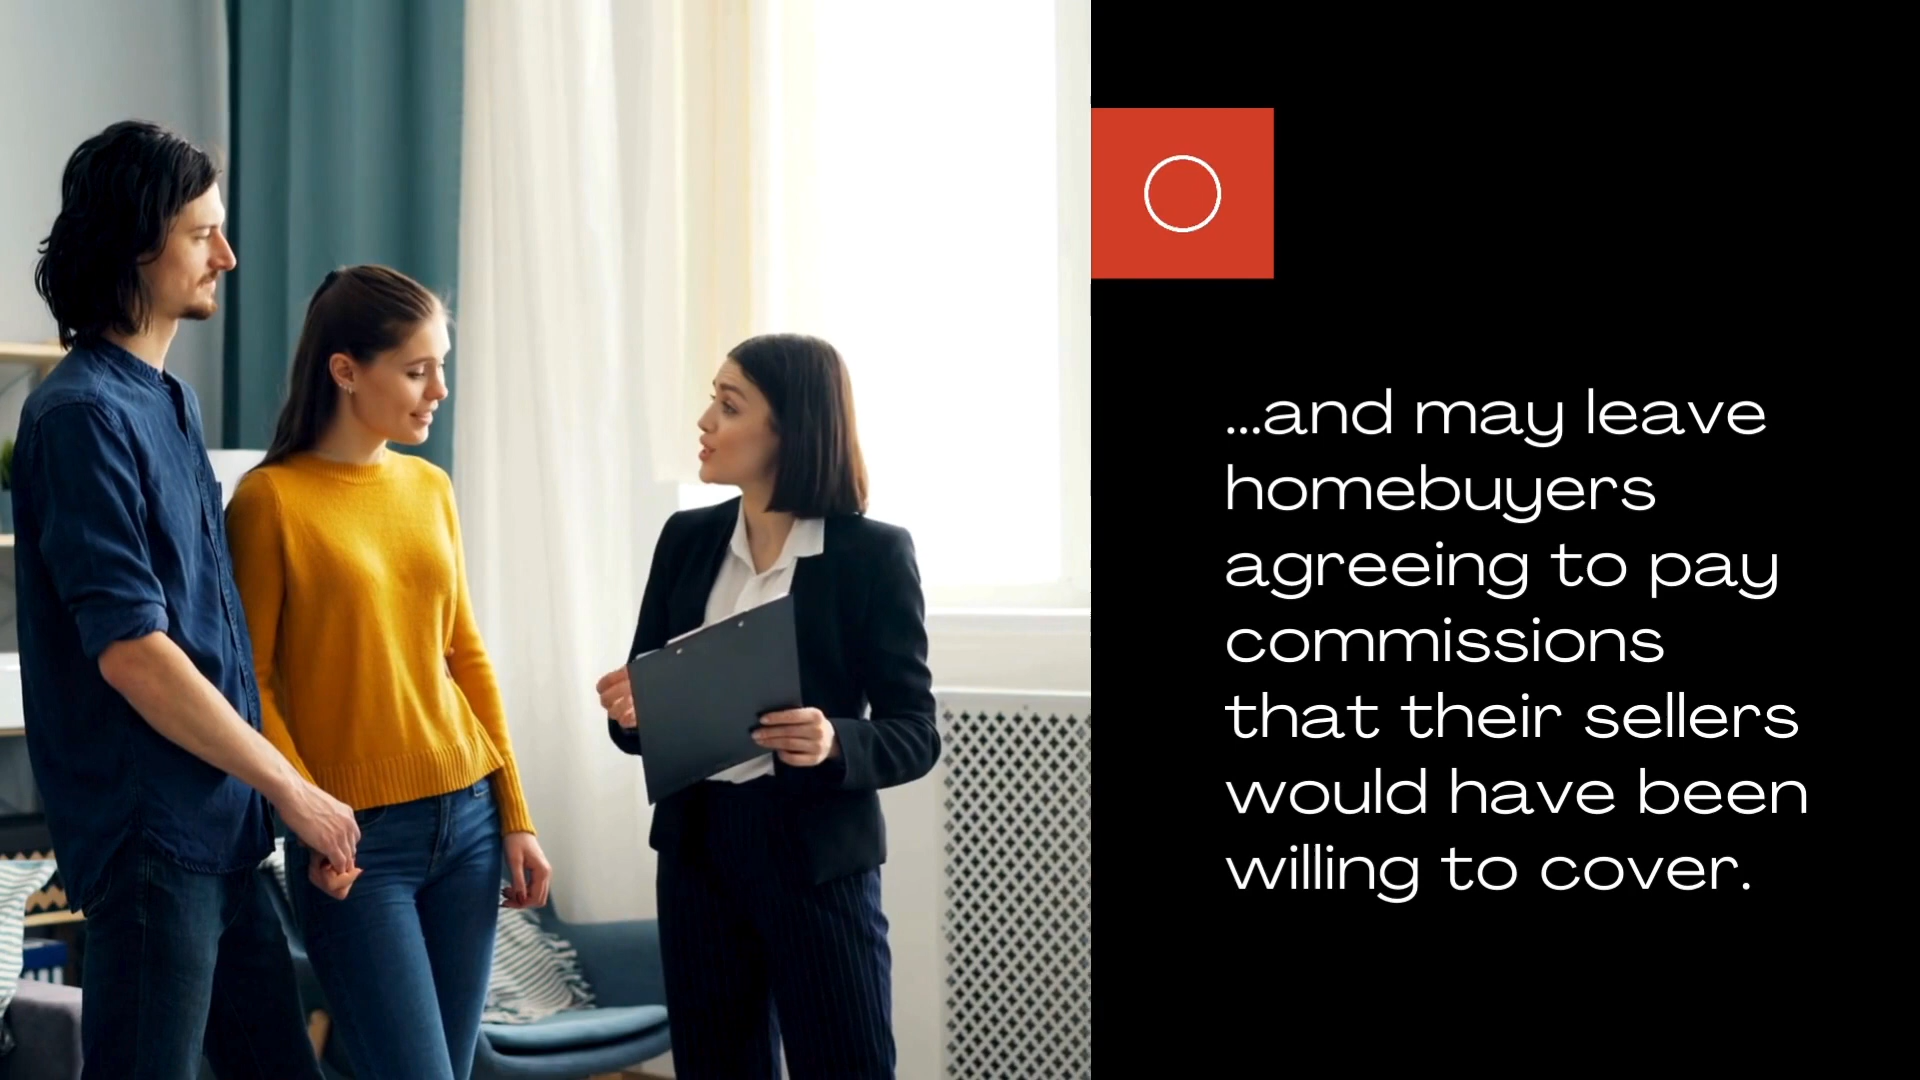 ...and may leave
homebuyers
agreeing to pay
commissions
that their sellers
would have been
willing to cover.